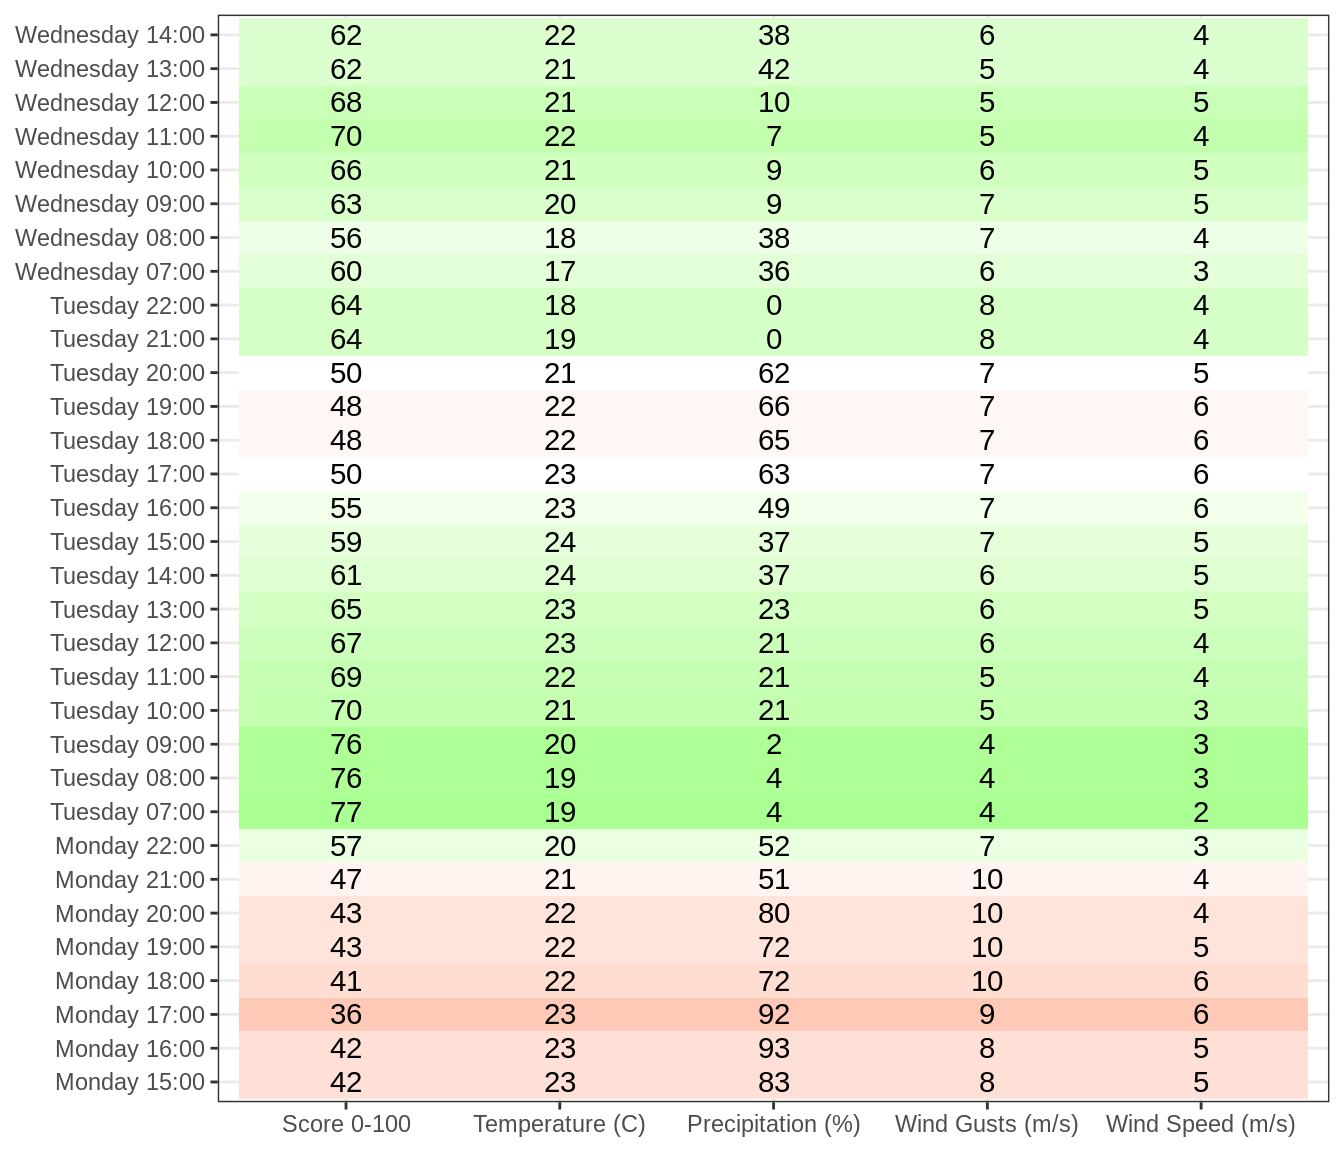 Wednesday 14:00 62 22 38 6 4
Wednesday 13:00 62 21 42 5 4
Wednesday 12:00 68 21 10 5 5
Wednesday 11:00 70 22 7 5 4
Wednesday 10:00 66 21 9 6 5
Wednesday 09:00 63 20 9 7 5
Wednesday 08:00 56 18 38 7 4
Wednesday 07:00 60 17 36 6 3
Tuesday 22:00 64 18 0 8 4
Tuesday 21:00 64 19 0 8 4
Tuesday 20:00 50 21 62 7 5
Tuesday 19:00 48 22 66 7 6
Tuesday 18:00 48 22 65 7 6
Tuesday 17:00 50 23 63 7 6
Tuesday 16:00 55 23 49 7 6
Tuesday 15:00 59 24 37 7 5
Tuesday 14:00 61 24 37 6 5
Tuesday 13:00 65 23 23 6 5
Tuesday 12:00 67 23 21 6 4
Tuesday 11:00 69 22 21 5 4
Tuesday 10:00 70 21 21 5 3
Tuesday 09:00 76 20 2 4 3
Tuesday 08:00 76 19 4 4 3
Tuesday 07:00 77 19 4 4 2
Monday 22:00 57 20 52 7 3
Monday 21:00 47 21 51 10 4
Monday 20:00 43 22 80 10 4
Monday 19:00 43 22 72 10 5
Monday 18:00 41 22 72 10 6
Monday 17:00 36 23 92 9 6
Monday 16:00 42 23 93 8 5
Monday 15:00 42 23 83 8 5
Score 0-100 Temperature (C) Precipitation (%) Wind Gusts (m/s) Wind Speed (m/s)